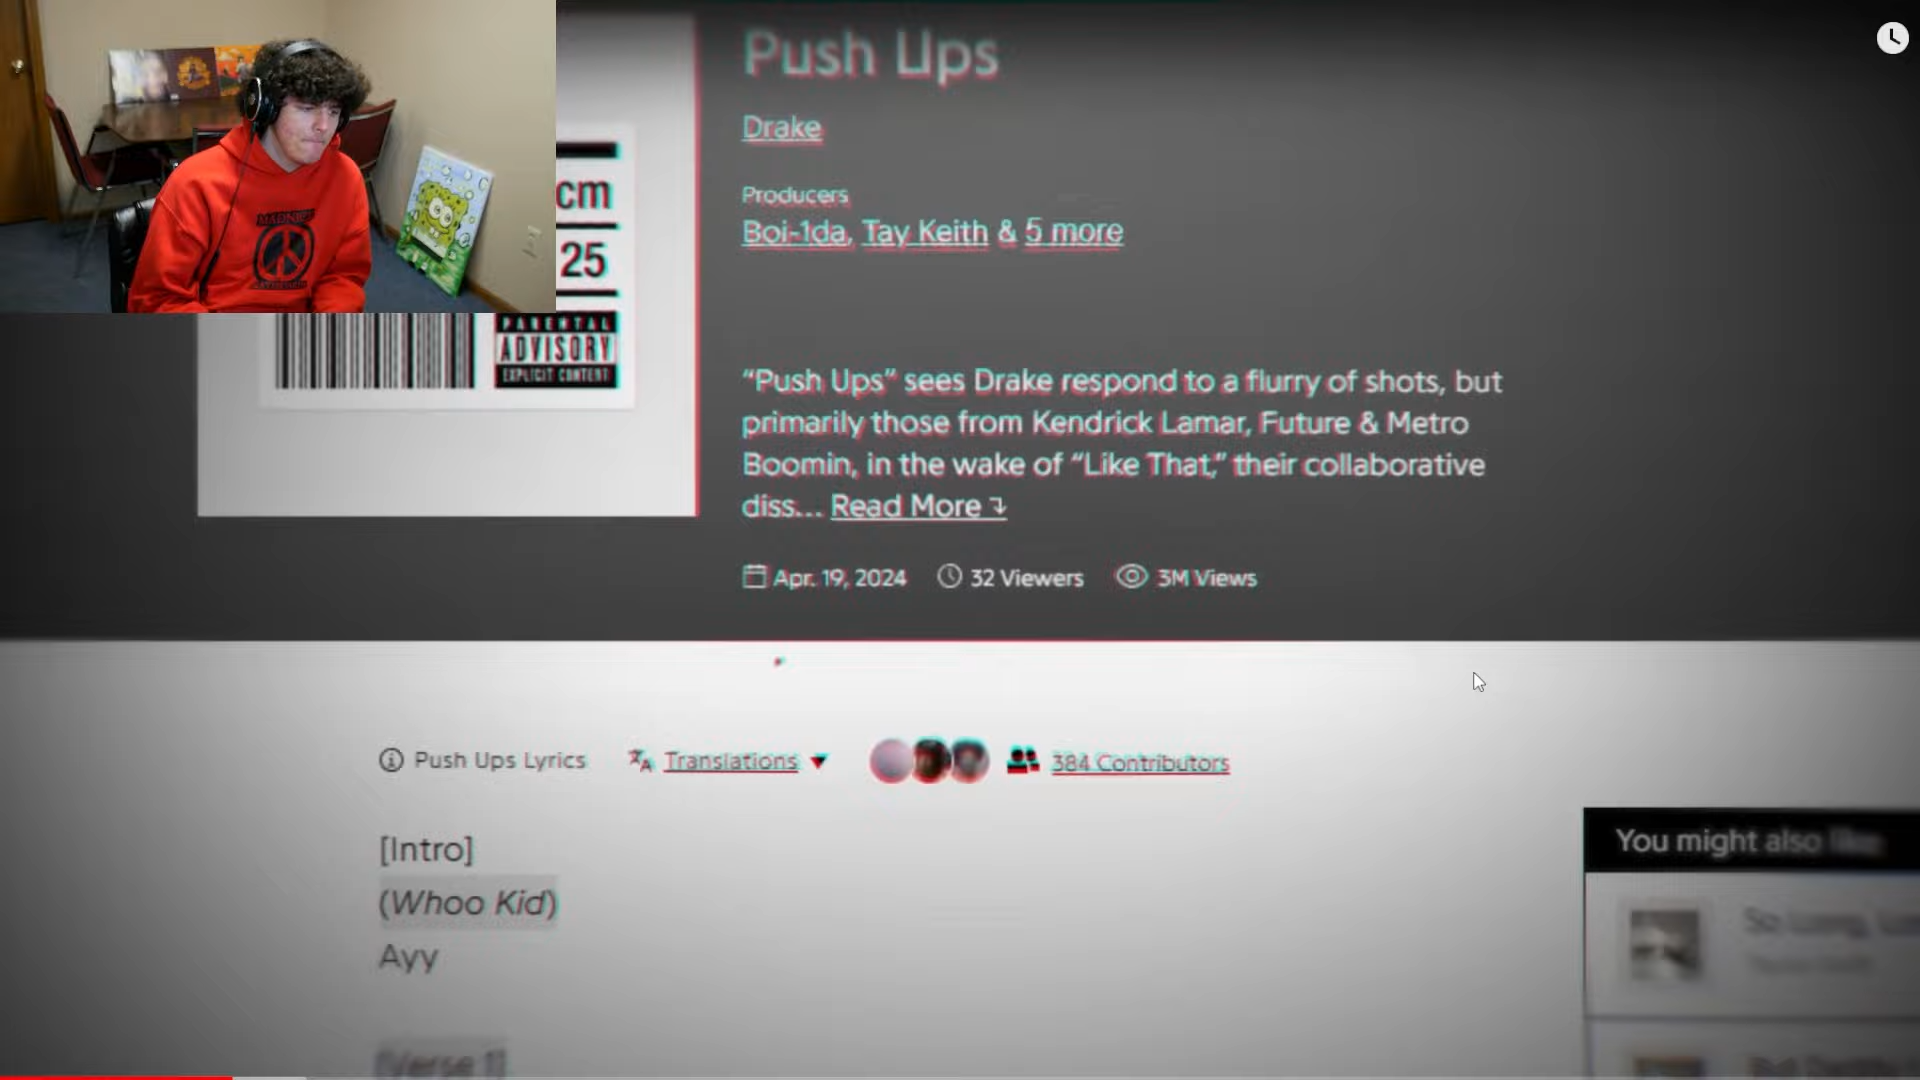 Push Ups
Drake
Producers
Boi-1da, Tay Keith & 5 more
cm
25
PARENTAL
ADVISORY
EXPLICIT CONTENT
“Push Ups” sees Drake respond to a flurry of shots, but
primarily those from Kendrick Lamar, Future & Metro
Boomin, in the wake of “Like That,” their collaborative
diss... Read More
Apr. 19, 2024 32 Viewers 3M Views
Push Ups Lyrics Translations 384 Contributors
[Intro]
(Whoo Kid)
Ayy
[Verse 1]
You might also like